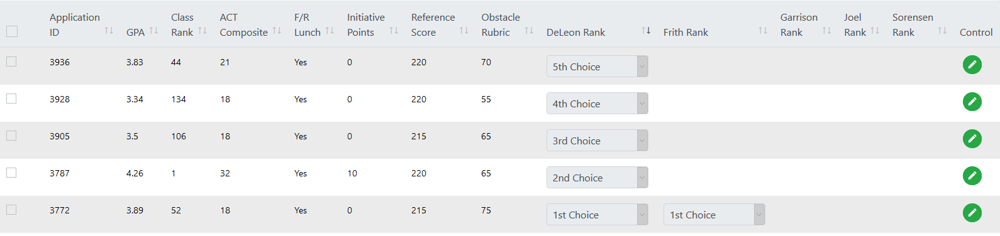 Application ID GPA Class Rank ACT Composite F/R Lunch Initiative Points Reference Score Obstacle Rubric DeLeon Rank Frith Rank Garrison Rank Joel Rank Sorensen Rank Control
3936 3.83 44 21 Yes 0 220 70 5th Choice
3928 3.34 134 18 Yes 0 220 55 4th Choice
3905 3.5 106 18 Yes 0 215 65 3rd Choice
3787 4.26 1 32 Yes 10 220 65 2nd Choice
3772 3.89 52 18 Yes 0 215 75 1st Choice 1st Choice